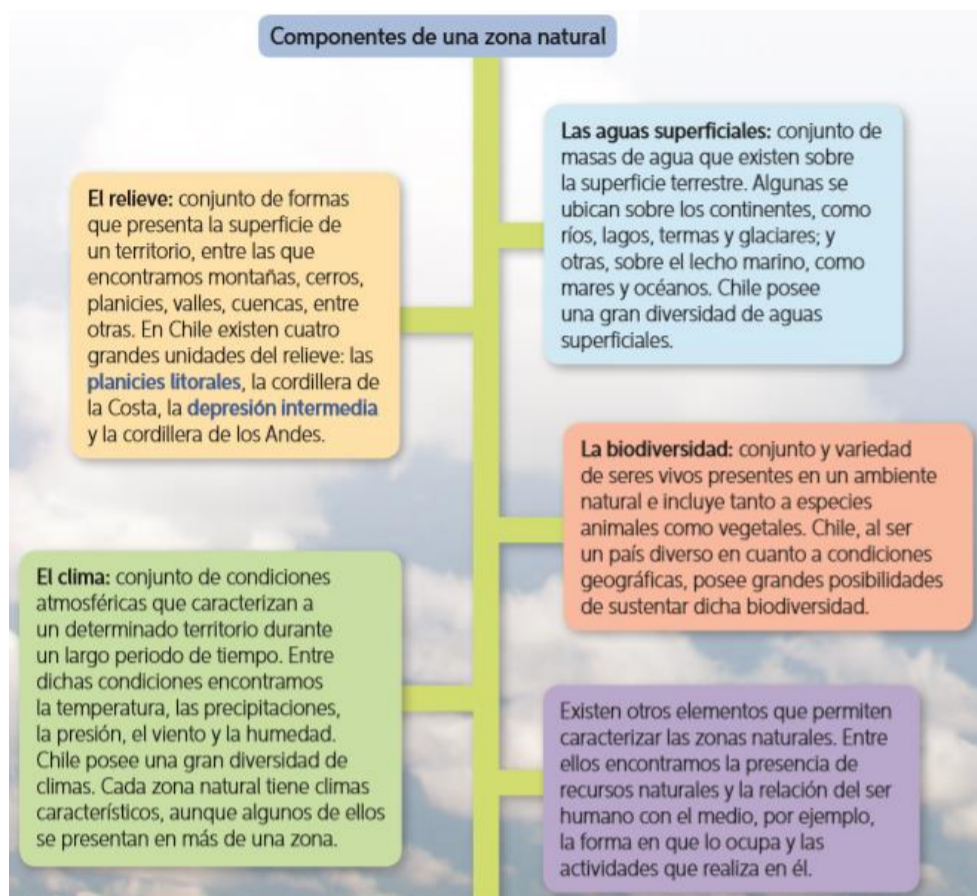 Componentes de una zona natural
Las aguas superficiales: conjunto de
masas de agua que existen sobre
la superficie terrestre. Algunas se
ubican sobre los continentes, como
ríos, lagos, termas y glaciares; y
otras, sobre el lecho marino, como
mares y océanos. Chile posee
una gran diversidad de aguas
superficiales.
El relieve: conjunto de formas
que presenta la superficie de
un territorio, entre las que
encontramos montañas, cerros,
planicies, valles, cuencas, entre
otras. En Chile existen cuatro
grandes unidades del relieve: las
planicies litorales, la cordillera de
la Costa, la depresión intermedia
y la cordillera de los Andes.
La biodiversidad: conjunto y variedad
de seres vivos presentes en un ambiente
natural e incluye tanto a especies
animales como vegetales. Chile, al ser
un país diverso en cuanto a condiciones
geográficas, posee grandes posibilidades
de sustentar dicha biodiversidad.
El clima: conjunto de condiciones
atmosféricas que caracterizan a
un determinado territorio durante
un largo periodo de tiempo. Entre
dichas condiciones encontramos
la temperatura, las precipitaciones,
la presión, el viento y la humedad.
Chile posee una gran diversidad de
climas. Cada zona natural tiene climas
característicos, aunque algunos de ellos
se presentan en más de una zona.
Existen otros elementos que permiten
caracterizar las zonas naturales. Entre
ellos encontramos la presencia de
recursos naturales y la relación del ser
humano con el medio, por ejemplo,
la forma en que lo ocupa y las
actividades que realiza en él.